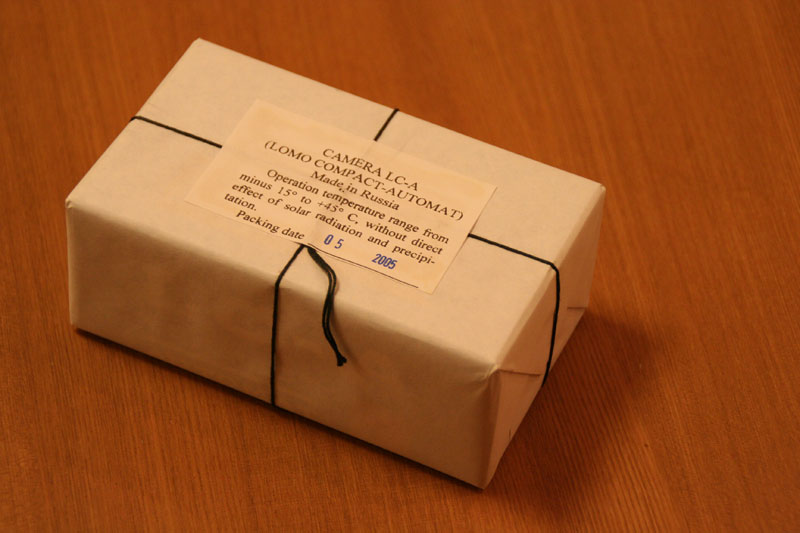 CAMERA LC-A
(LOMO COMPACT-AUTOMAT)
Made in Russia
Operation temperature range from
minus 15° to +45° C, without direct
effect of solar radiation and precipi-
tation.
Packing date 05 2005